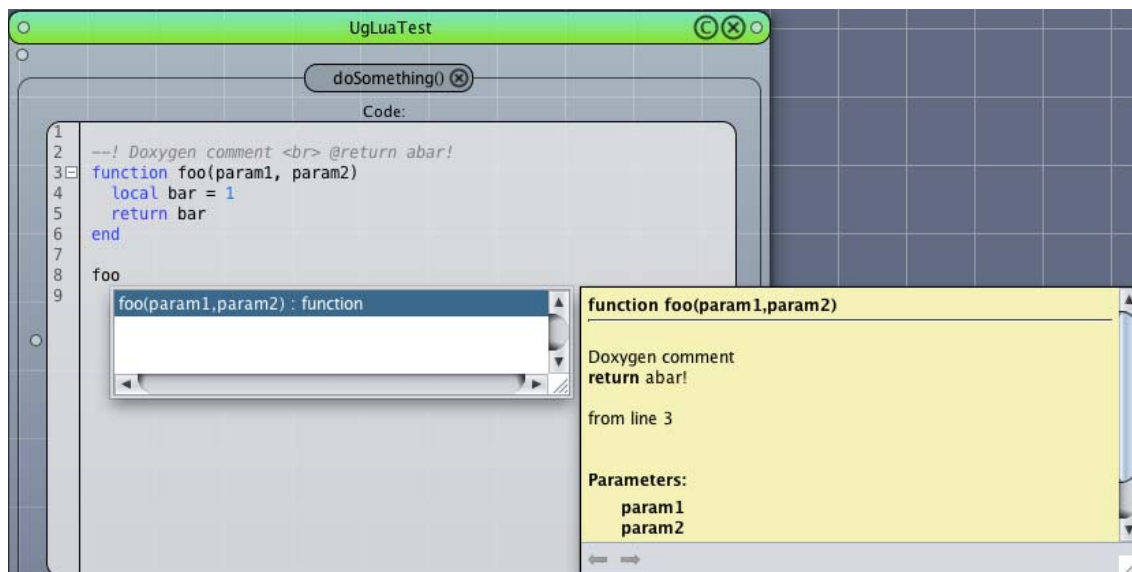 UgLuaTest
doSomething()
Code:
1
2 --! Doxygen comment <br> @return abar!
3 function foo(param1, param2)
4 local bar = 1
5 return bar
6 end
7
8 foo
9
foo(param1,param2) : function
function foo(param1,param2)
Doxygen comment
return abar!
from line 3
Parameters:
param1
param2